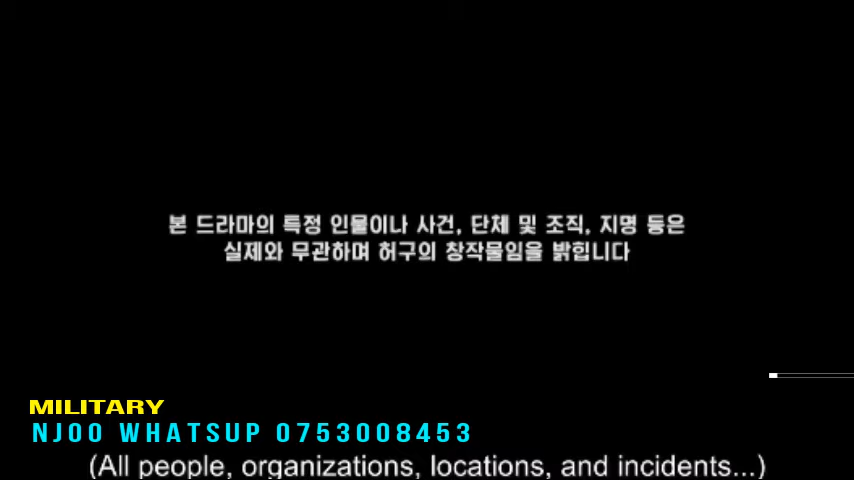 본 드라마의 특정 인물이나 사건, 단체 및 조직, 지명 등은
실제와 무관하며 허구의 창작물임을 밝힙니다
MILITARY
NJOO WHATSUP 0753008453
(All people, organizations, locations, and incidents...)